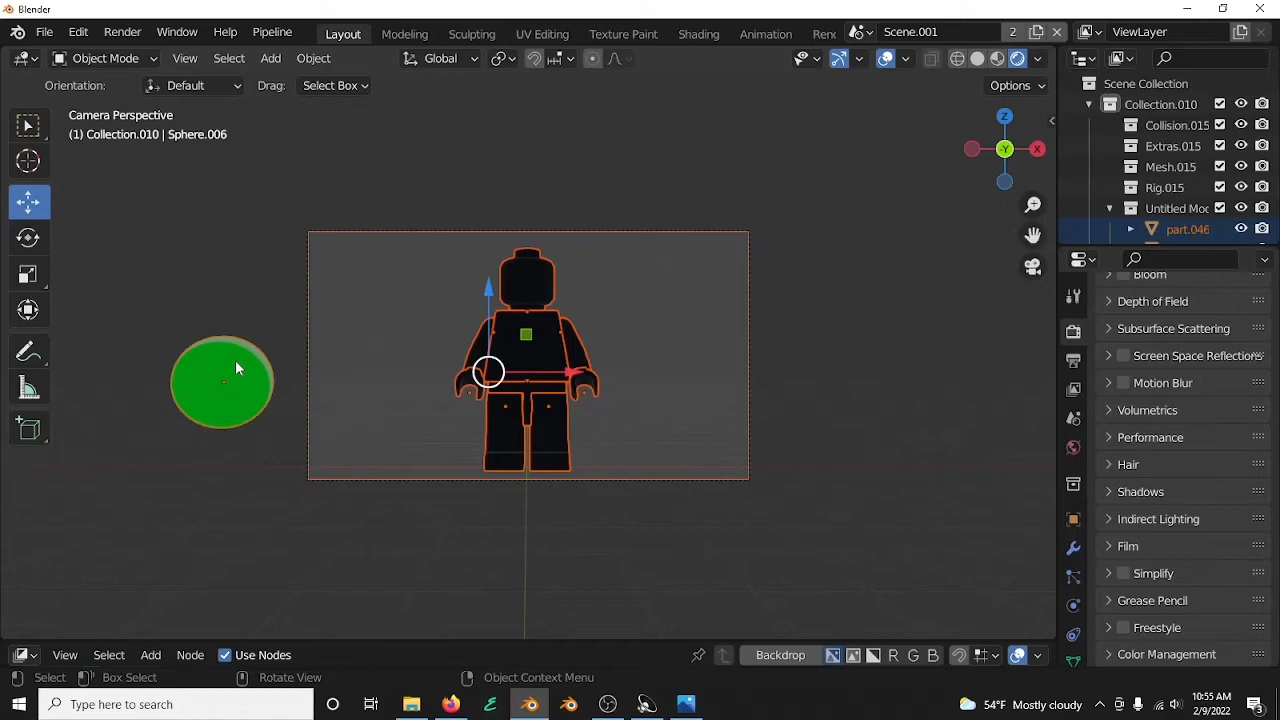 Blender
File Edit Render Window Help Pipeline
Layout Modeling Sculpting UV Editing Texture Paint Shading Animation Ren
Scene.001 2 ViewLayer
Object Mode View Select Add Object Global
Orientation: Default Drag: Select Box Options
Camera Perspective
(1) Collection.010 | Sphere.006
Z
-Y
X
Scene Collection
Collection.010
Collision.015
Extras.015
Mesh.015
Rig.015
Untitled Moc
part.046
Bloom
Depth of Field
Subsurface Scattering
Screen Space Reflections
Motion Blur
Volumetrics
Performance
Hair
Shadows
Indirect Lighting
Film
Simplify
Grease Pencil
Freestyle
Color Management
View Select Add Node Use Nodes Backdrop R G B
Select Box Select Rotate View Object Context Menu
Type here to search
54°F Mostly cloudy
10:55 AM
2/9/2022
3